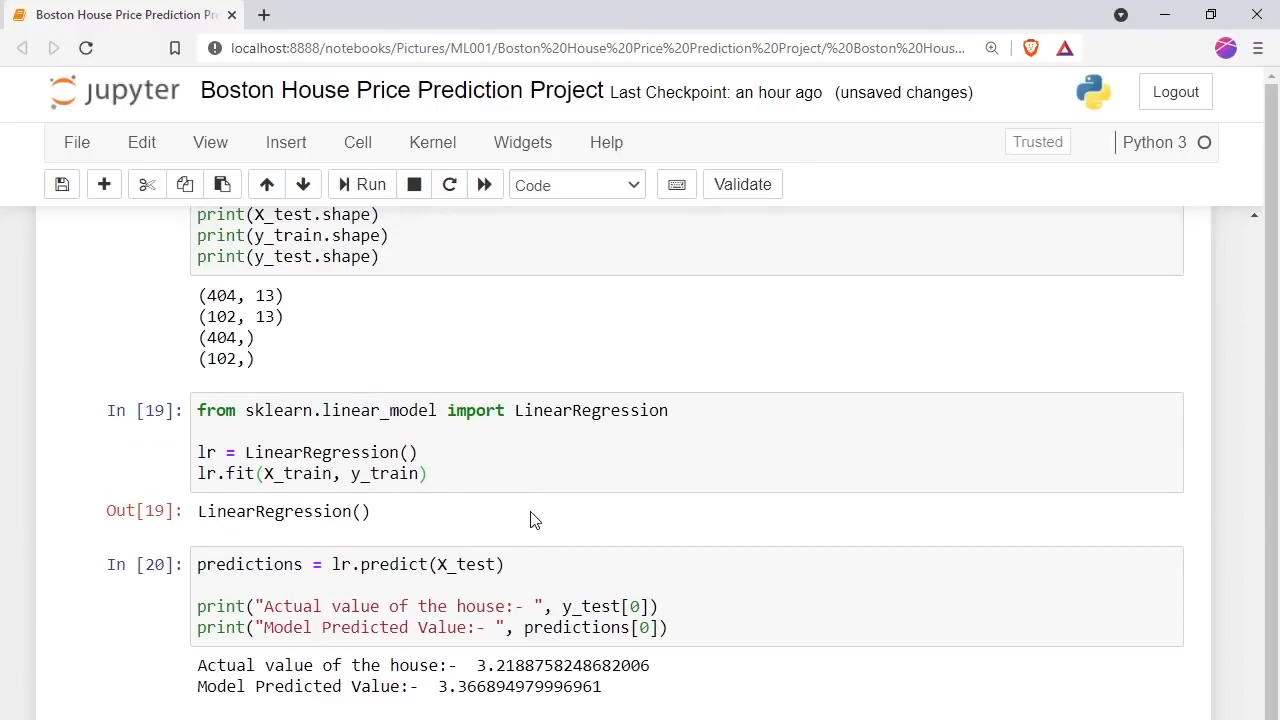 Boston House Price Prediction Pr
localhost:8888/notebooks/Pictures/ML001/Boston%20House%20Price%20Prediction%20Project/%20Boston%20Hous...
jupyter Boston House Price Prediction Project Last Checkpoint: an hour ago (unsaved changes)
Logout
File Edit View Insert Cell Kernel Widgets Help
Trusted
Python 3
Run
Code
Validate
print(X_test.shape)
print(y_train.shape)
print(y_test.shape)
(404, 13)
(102, 13)
(404,)
(102,)
In [19]: from sklearn.linear_model import LinearRegression
lr = LinearRegression()
lr.fit(X_train, y_train)
Out[19]: LinearRegression()
In [20]: predictions = lr.predict(X_test)
print("Actual value of the house:- ", y_test[0])
print("Model Predicted Value:- ", predictions[0])
Actual value of the house:-  3.2188758248682006
Model Predicted Value:-  3.366894979996961